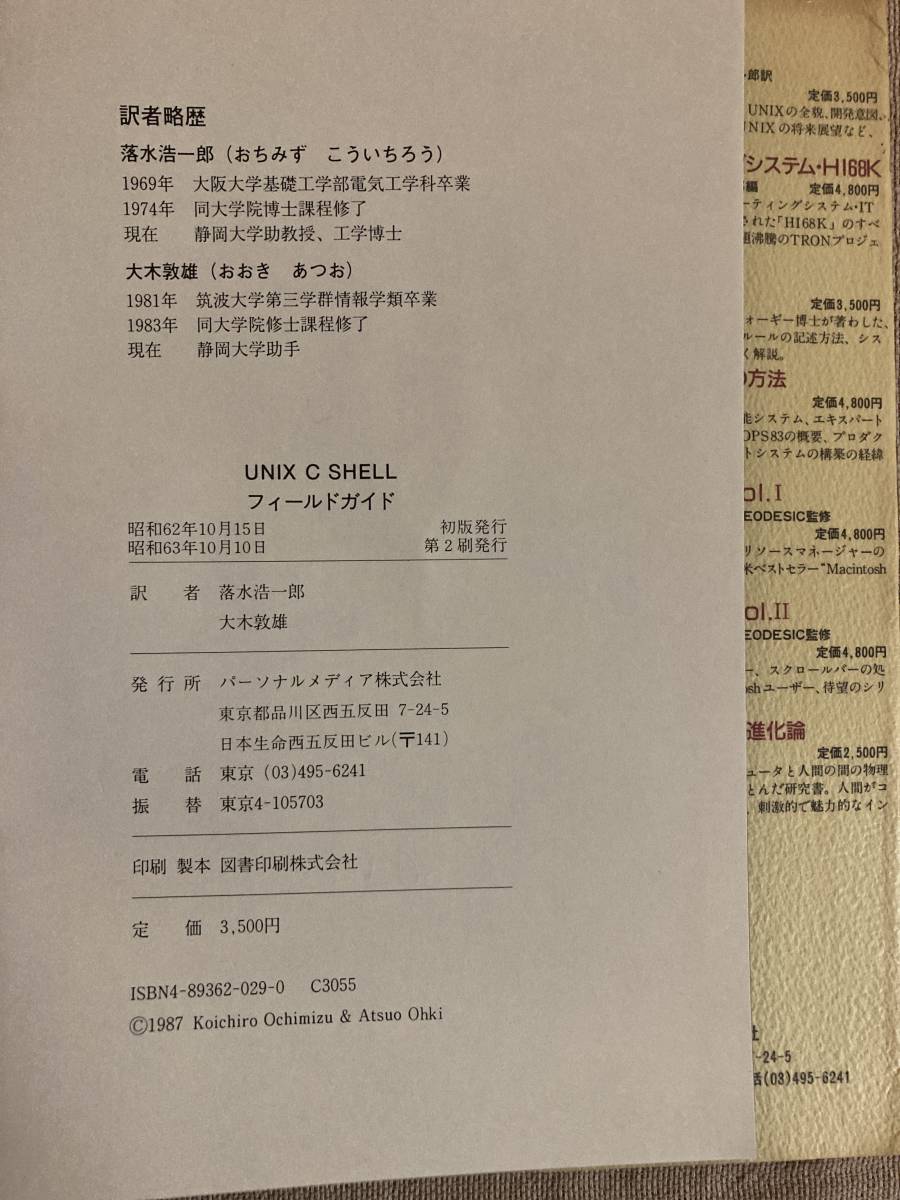 訳者略歴
落水浩一郎（おちみず　こういちろう）
1969年　大阪大学基礎工学部電気工学科卒業
1974年　同大学院博士課程修了
現在　静岡大学助教授、工学博士
大木敦雄（おおき　あつお）
1981年　筑波大学第三学群情報学類卒業
1983年　同大学院修士課程修了
現在　静岡大学助手
UNIX C SHELL
フィールドガイド
昭和62年10月15日　初版発行
昭和63年10月10日　第2刷発行
訳　者　落水浩一郎
大木敦雄
発行所　パーソナルメディア株式会社
東京都品川区西五反田 7-24-5
日本生命西五反田ビル(〒141)
電　話　東京 (03)495-6241
振　替　東京4-105703
印刷 製本　図書印刷株式会社
定　価　3,500円
ISBN4-89362-029-0　C3055
©1987 Koichiro Ochimizu & Atsuo Ohki
郎訳
定価3,500円
UNIXの全貌、開発意図、
UNIXの将来展望など、
システム・HI68K
編　定価4,800円
ーティングシステム・IT
された「HI68K」のすべ
題沸騰のTRONプロジェ
定価3,500円
ォーギー博士が著わした、
ルールの記述方法、シス
く解説。
の方法
定価4,800円
能システム、エキスパート
OPS83の概要、プロダク
トシステムの構築の経緯
ol.I
EODESIC監修
定価4,800円
リソースマネージャーの
米ベストセラー“Macintosh
ol.II
EODESIC監修
定価4,800円
ー、スクロールバーの処
oshユーザー、待望のシリ
進化論
定価2,500円
ュータと人間の間の物理
とんだ研究書。人間がコ
、刺激的で魅力的なイン
社
-24-5
話(03)495-6241